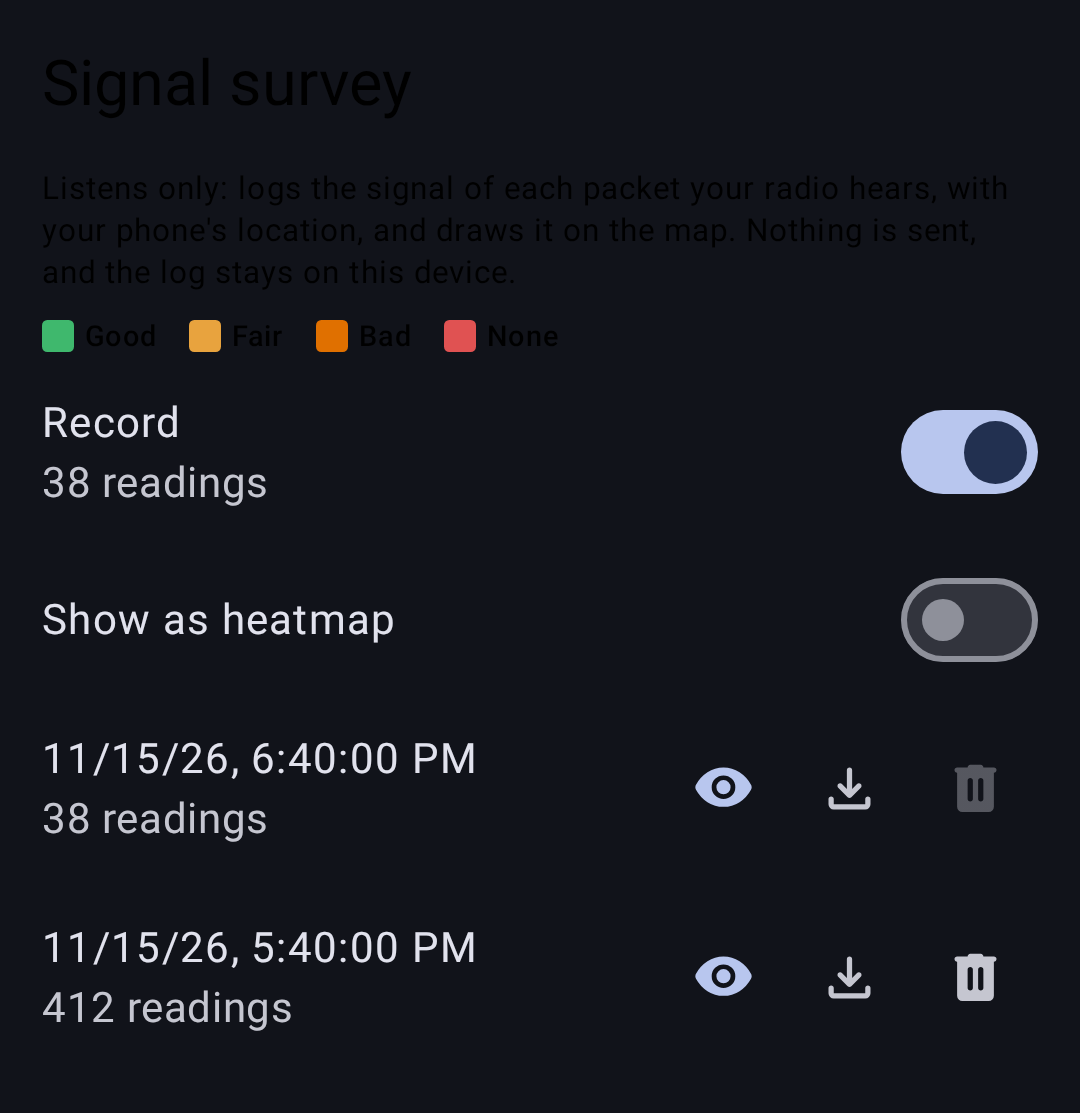 Signal survey
Listens only: logs the signal of each packet your radio hears, with
your phone's location, and draws it on the map. Nothing is sent,
and the log stays on this device.
Good Fair Bad None
Record
38 readings
Show as heatmap
11/15/26, 6:40:00 PM
38 readings
11/15/26, 5:40:00 PM
412 readings